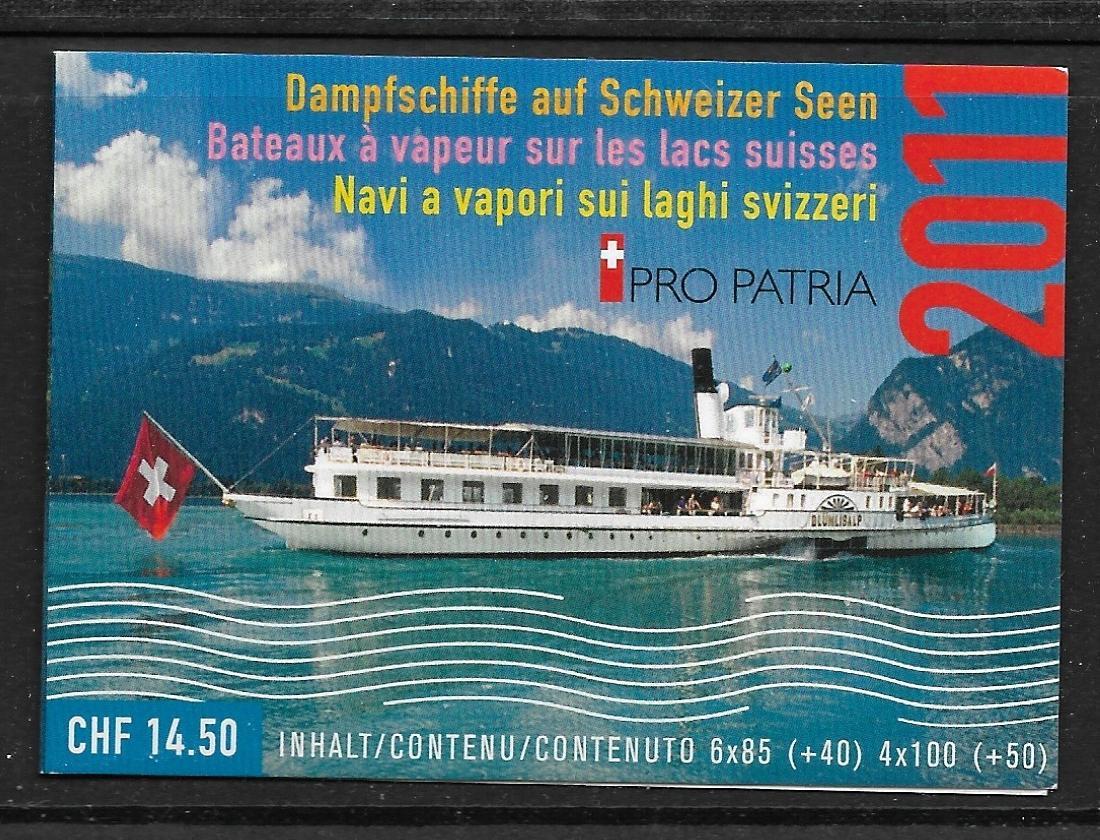 Dampfschiffe auf Schweizer Seen
Bateaux à vapeur sur les lacs suisses
Navi a vapori sui laghi svizzeri
PRO PATRIA
2011
BLÜMLISALP
CHF 14.50
INHALT/CONTENU/CONTENUTO 6x85 (+40) 4x100 (+50)